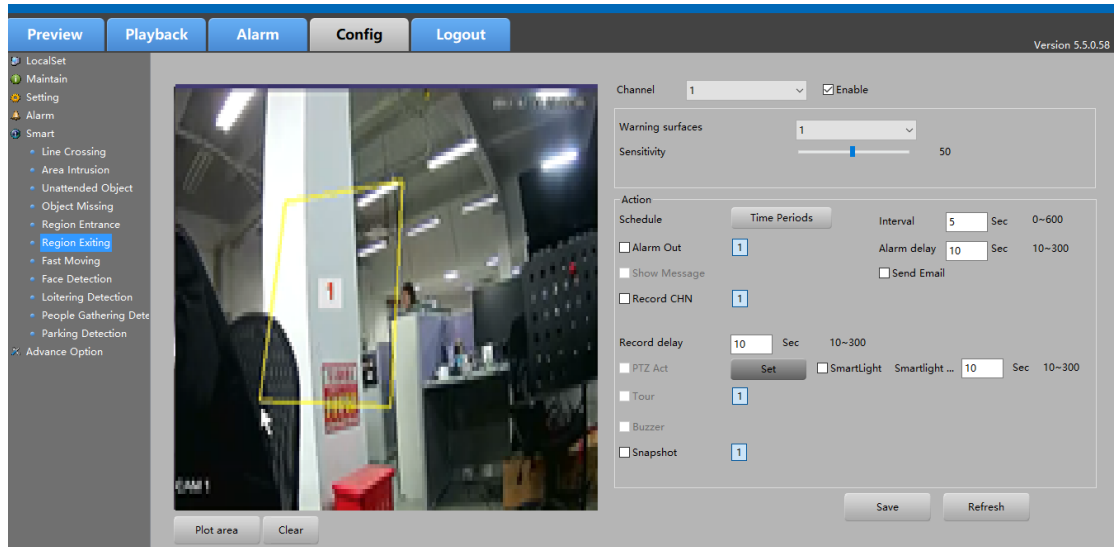 Preview Playback Alarm Config Logout
Version 5.5.0.58
LocalSet
Maintain
Setting
Alarm
Smart
Line Crossing
Area Intrusion
Unattended Object
Object Missing
Region Entrance
Region Exiting
Fast Moving
Face Detection
Loitering Detection
People Gathering Dete
Parking Detection
Advance Option
1
CAM 1
Plot area Clear
Channel 1 Enable
Warning surfaces 1
Sensitivity 50
Action
Schedule Time Periods Interval 5 Sec 0~600
Alarm Out 1 Alarm delay 10 Sec 10~300
Show Message Send Email
Record CHN 1
Record delay 10 Sec 10~300
PTZ Act Set SmartLight Smartlight ... 10 Sec 10~300
Tour 1
Buzzer
Snapshot 1
Save Refresh